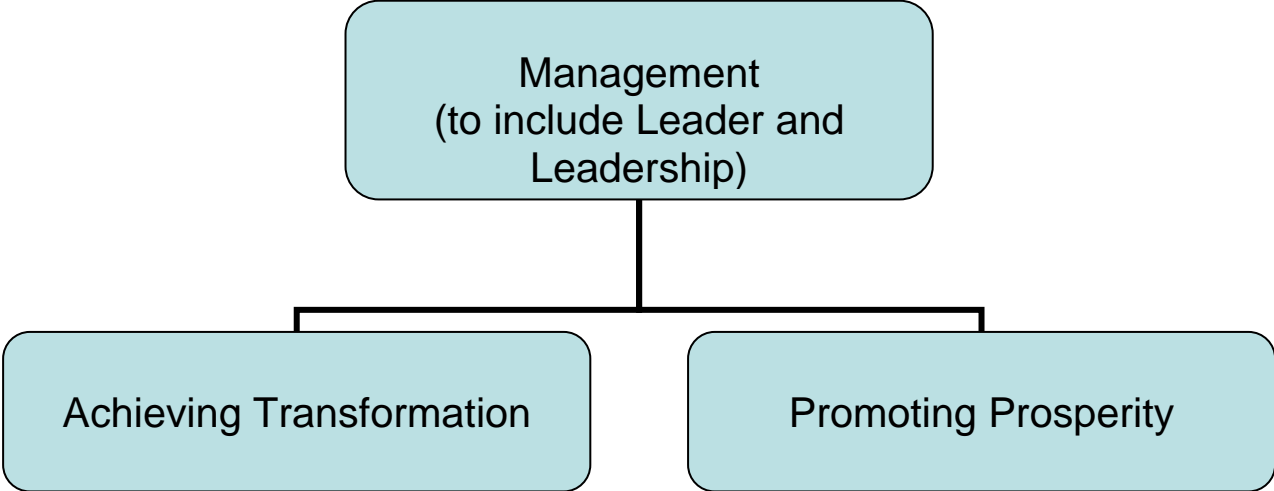 Management
(to include Leader and
Leadership)
Achieving Transformation
Promoting Prosperity